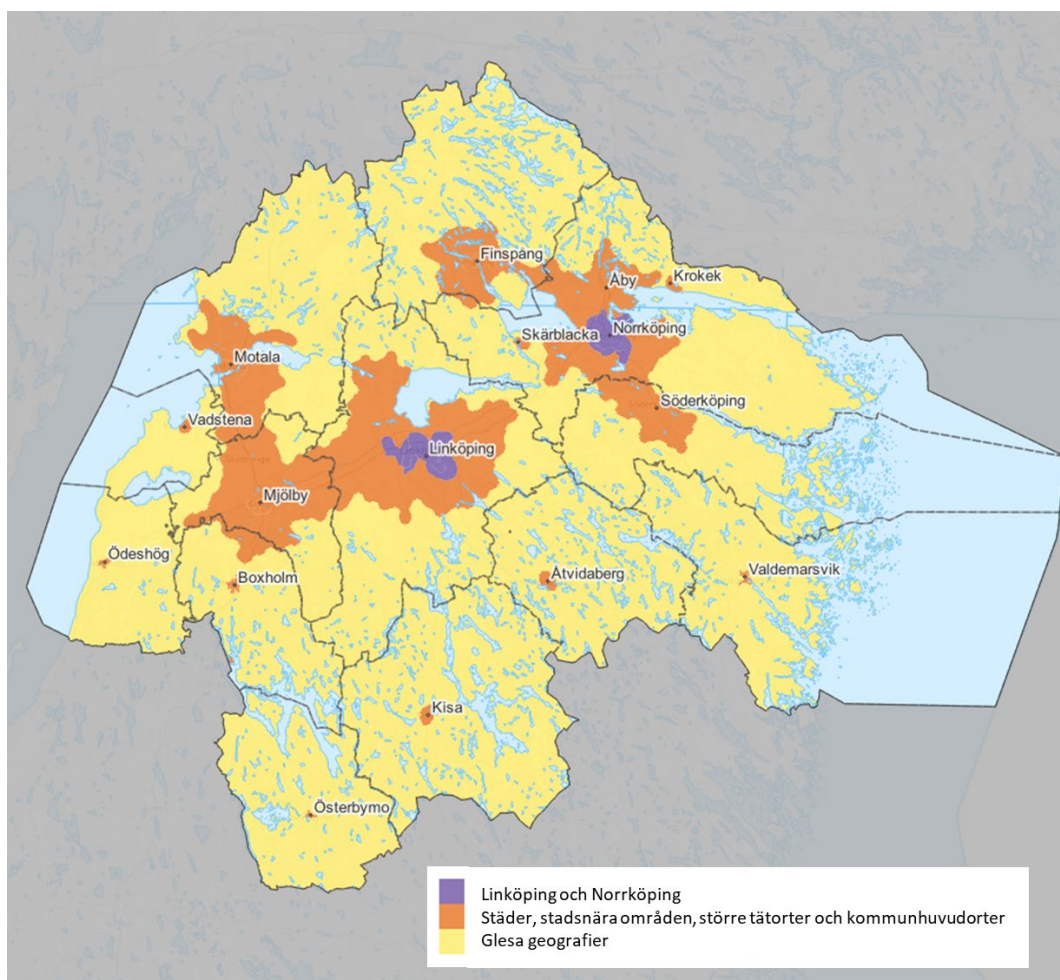 Finspång
Åby
Krokek
Skärblacka
Norrköping
Motala
Söderköping
Vadstena
Linköping
Mjölby
Ödeshög
Boxholm
Åtvidaberg
Valdemarsvik
Kisa
Österbymo
Linköping och Norrköping
Städer, stadsnära områden, större tätorter och kommunhuvudorter
Glesa geografier